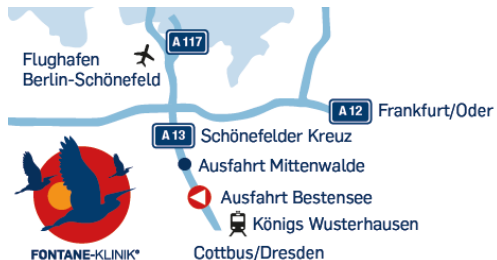 A 117
Flughafen
Berlin-Schönefeld
A 12
Frankfurt/Oder
A 13
Schönefelder Kreuz
Ausfahrt Mittenwalde
Ausfahrt Bestensee
Königs Wusterhausen
FONTANE-KLINIK®
Cottbus/Dresden